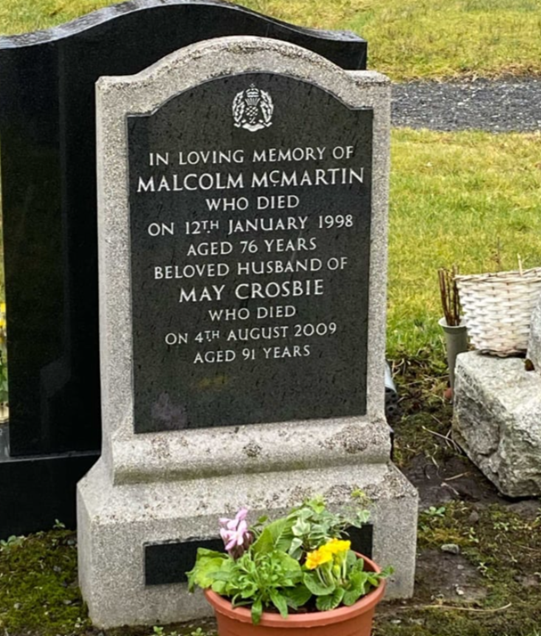 IN LOVING MEMORY OF
MALCOLM McMARTIN
WHO DIED
ON 12TH JANUARY 1998
AGED 76 YEARS
BELOVED HUSBAND OF
MAY CROSBIE
WHO DIED
ON 4TH AUGUST 2009
AGED 91 YEARS